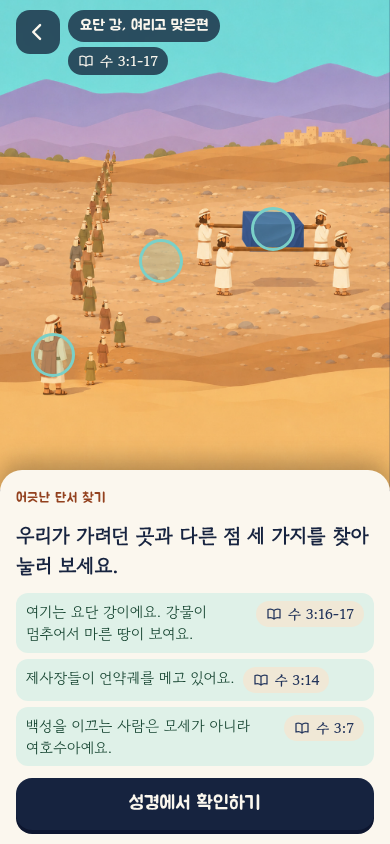 요단 강, 여리고 맞은편
수 3:1-17
어긋난 단서 찾기
우리가 가려던 곳과 다른 점 세 가지를 찾아
눌러 보세요.
여기는 요단 강이에요. 강물이
멈추어서 마른 땅이 보여요.
수 3:16-17
제사장들이 언약궤를 메고 있어요.
수 3:14
백성을 이끄는 사람은 모세가 아니라
여호수아예요.
수 3:7
성경에서 확인하기